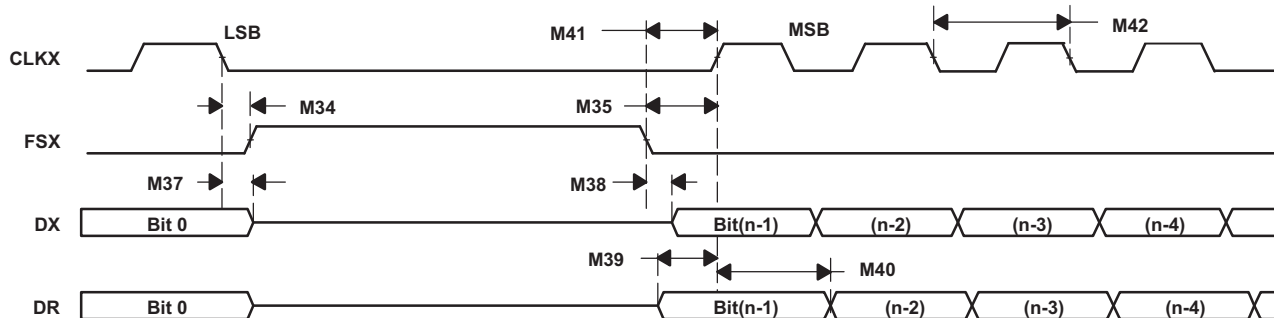 LSB M41 MSB M42
CLKX
M34 M35
FSX
M37 M38
DX Bit 0 Bit(n-1) (n-2) (n-3) (n-4)
M39 M40
DR Bit 0 Bit(n-1) (n-2) (n-3) (n-4)